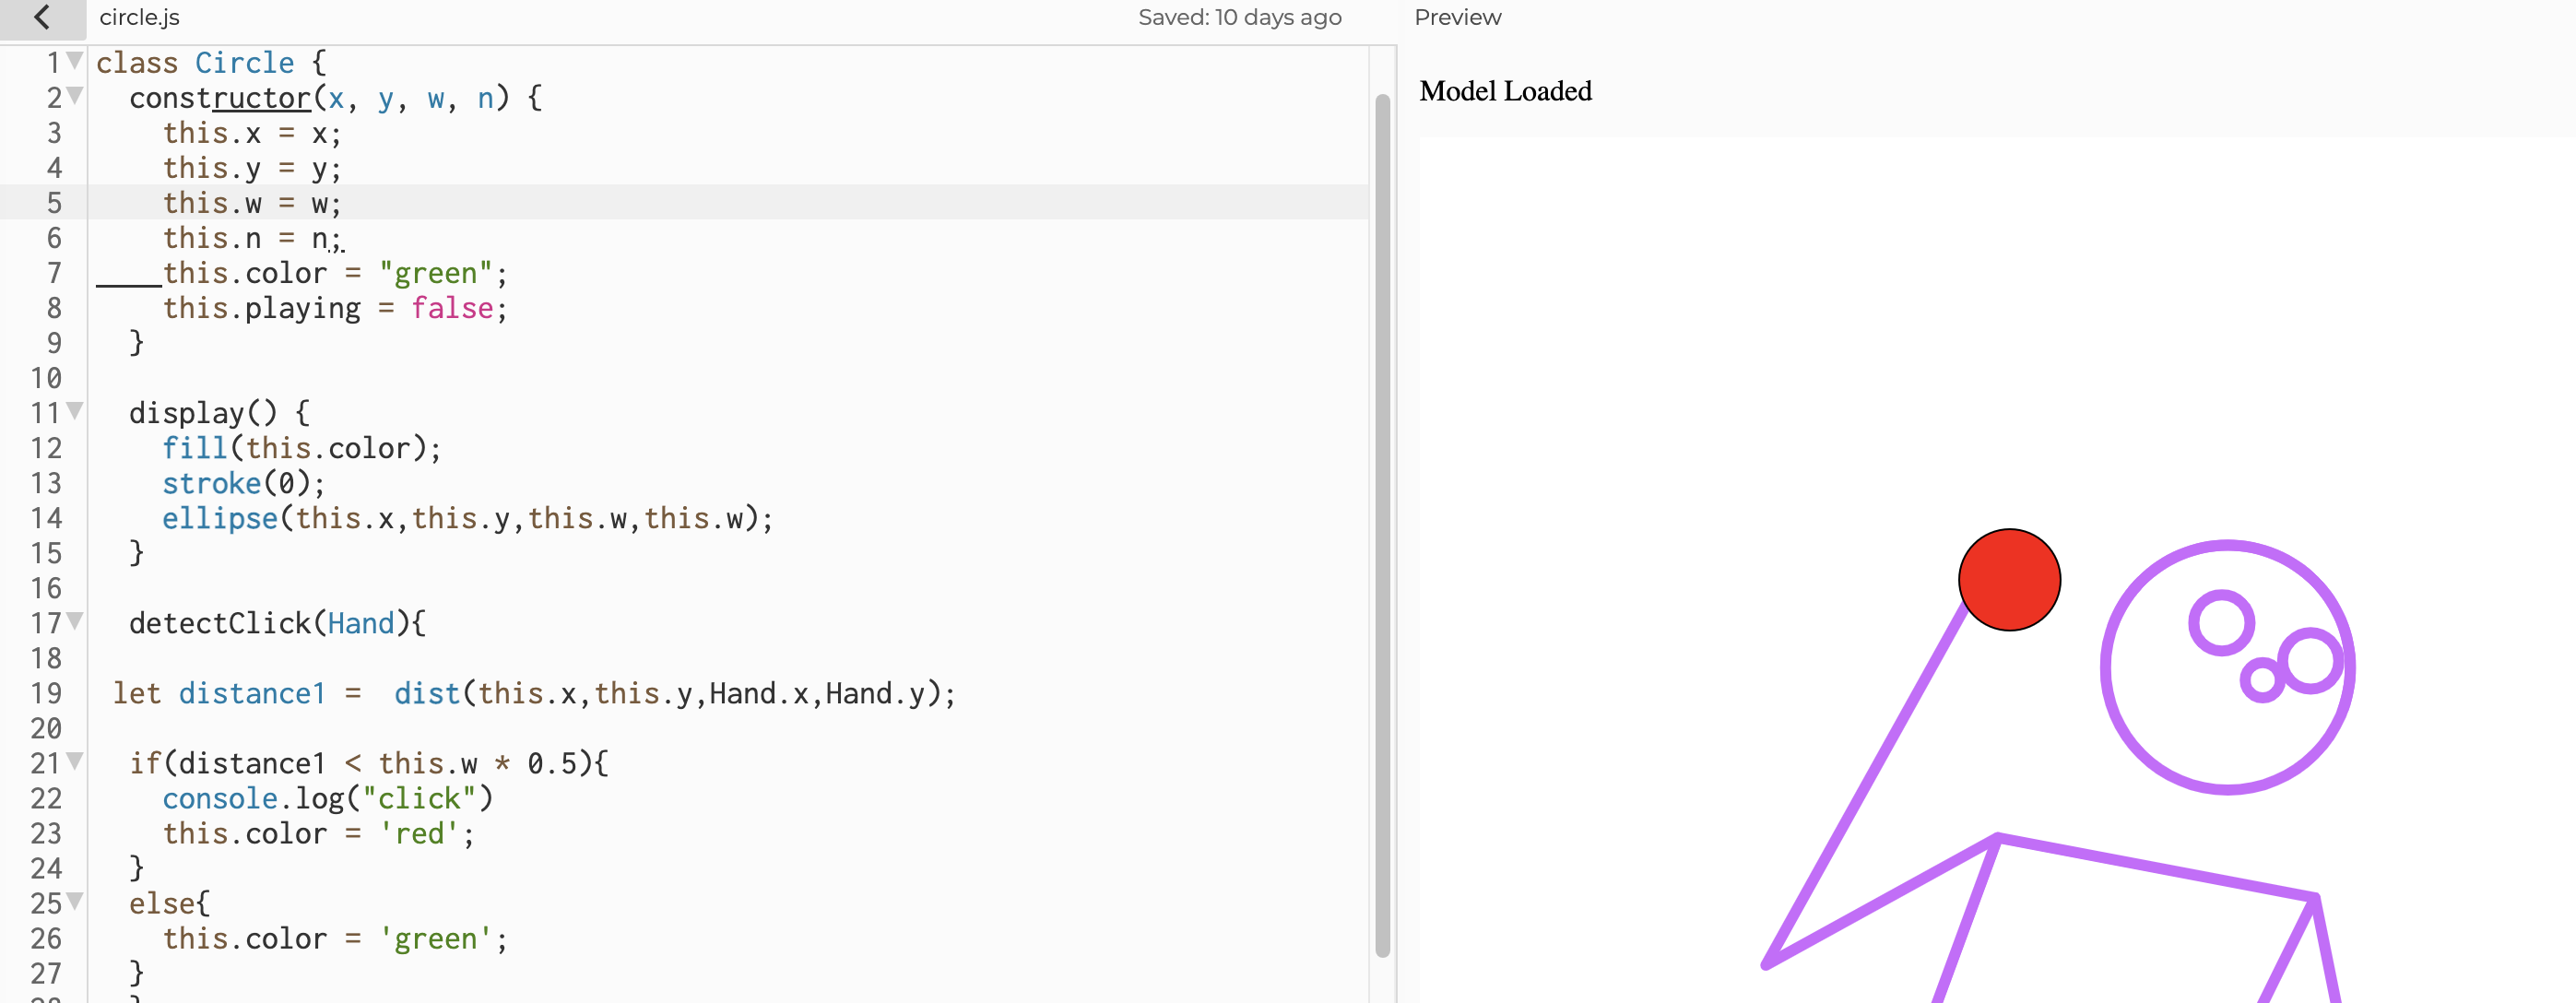 circle.js
Saved: 10 days ago
Preview
1 class Circle {
2 constructor(x, y, w, n) {
3 this.x = x;
4 this.y = y;
5 this.w = w;
6 this.n = n;
7 this.color = "green";
8 this.playing = false;
9 }
10
11 display() {
12 fill(this.color);
13 stroke(0);
14 ellipse(this.x,this.y,this.w,this.w);
15 }
16
17 detectClick(Hand){
18
19 let distance1 =  dist(this.x,this.y,Hand.x,Hand.y);
20
21 if(distance1 < this.w * 0.5){
22 console.log("click")
23 this.color = 'red';
24 }
25 else{
26 this.color = 'green';
27 }
28 }
Model Loaded